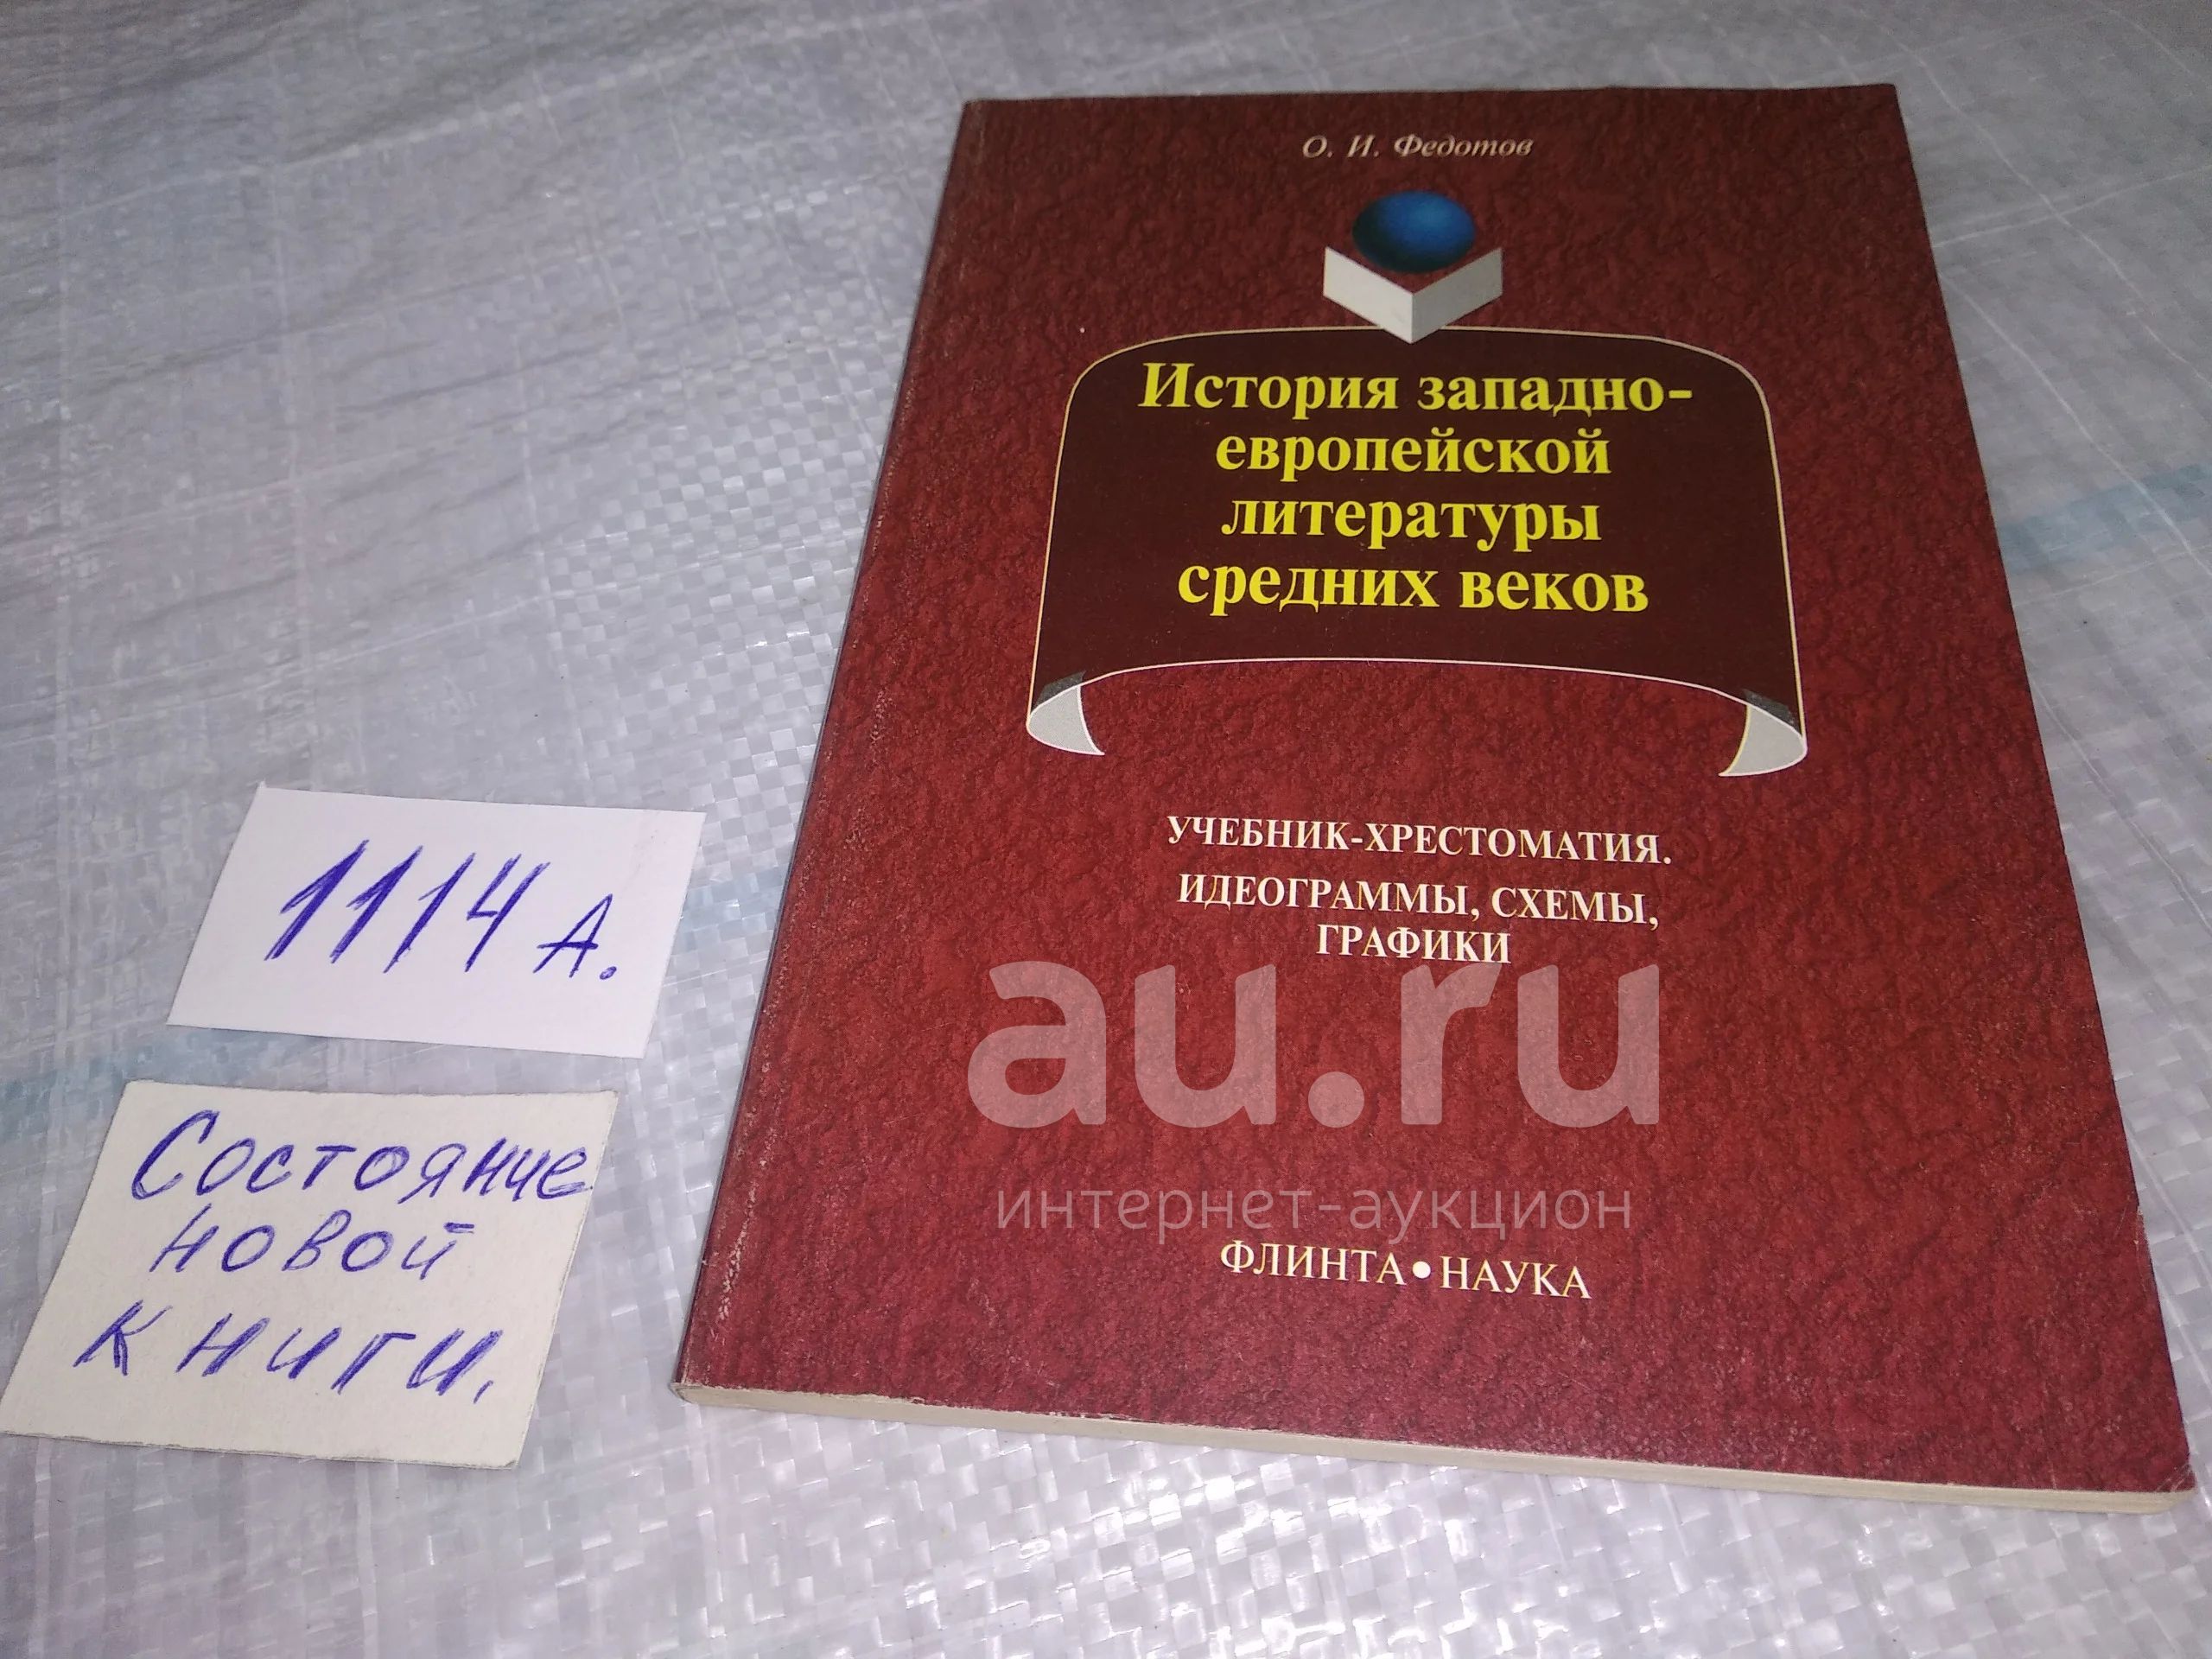 О. И. Федотов
История западно-
европейской
литературы
средних веков
УЧЕБНИК-ХРЕСТОМАТИЯ.
ИДЕОГРАММЫ, СХЕМЫ,
ГРАФИКИ
au.ru
интернет-аукцион
ФЛИНТА • НАУКА
1114 А.
Состояние
новой
книги.